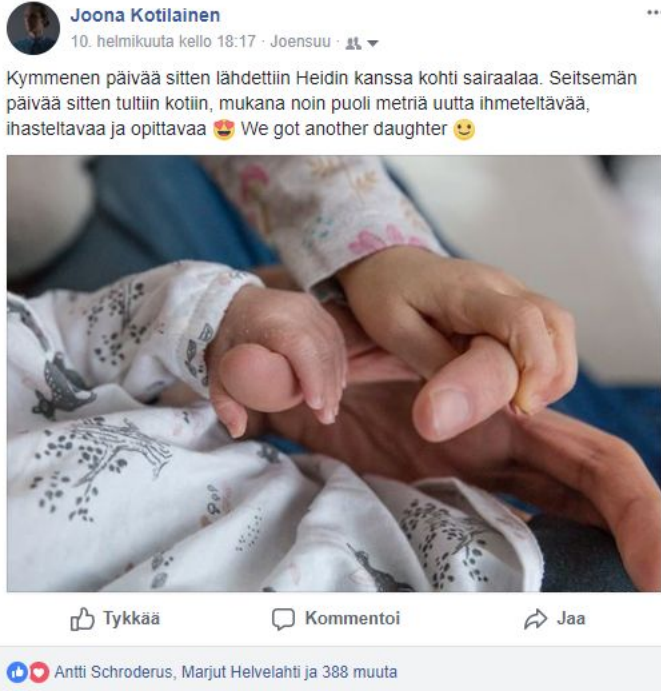 Joona Kotilainen
10. helmikuuta kello 18:17 · Joensuu ·
Kymmenen päivää sitten lähdettiin Heidin kanssa kohti sairaalaa. Seitsemän
päivää sitten tultiin kotiin, mukana noin puoli metriä uutta ihmeteltävää,
ihasteltavaa ja opittavaa 😍 We got another daughter 🙂
Tykkää Kommentoi Jaa
Antti Schroderus, Marjut Helvelahti ja 388 muuta